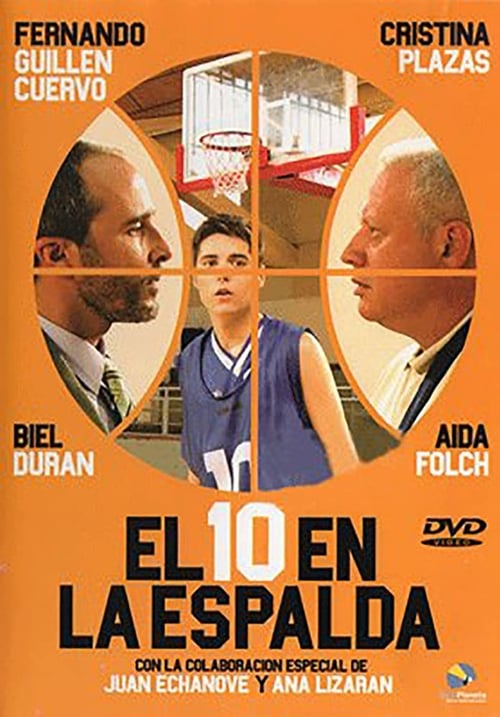 FERNANDO
GUILLEN
CUERVO
CRISTINA
PLAZAS
10
BIEL
DURAN
AIDA
FOLCH
EL 10 EN
LA ESPALDA
DVD
VIDEO
CON LA COLABORACION ESPECIAL DE
JUAN ECHANOVE Y ANA LIZARAN